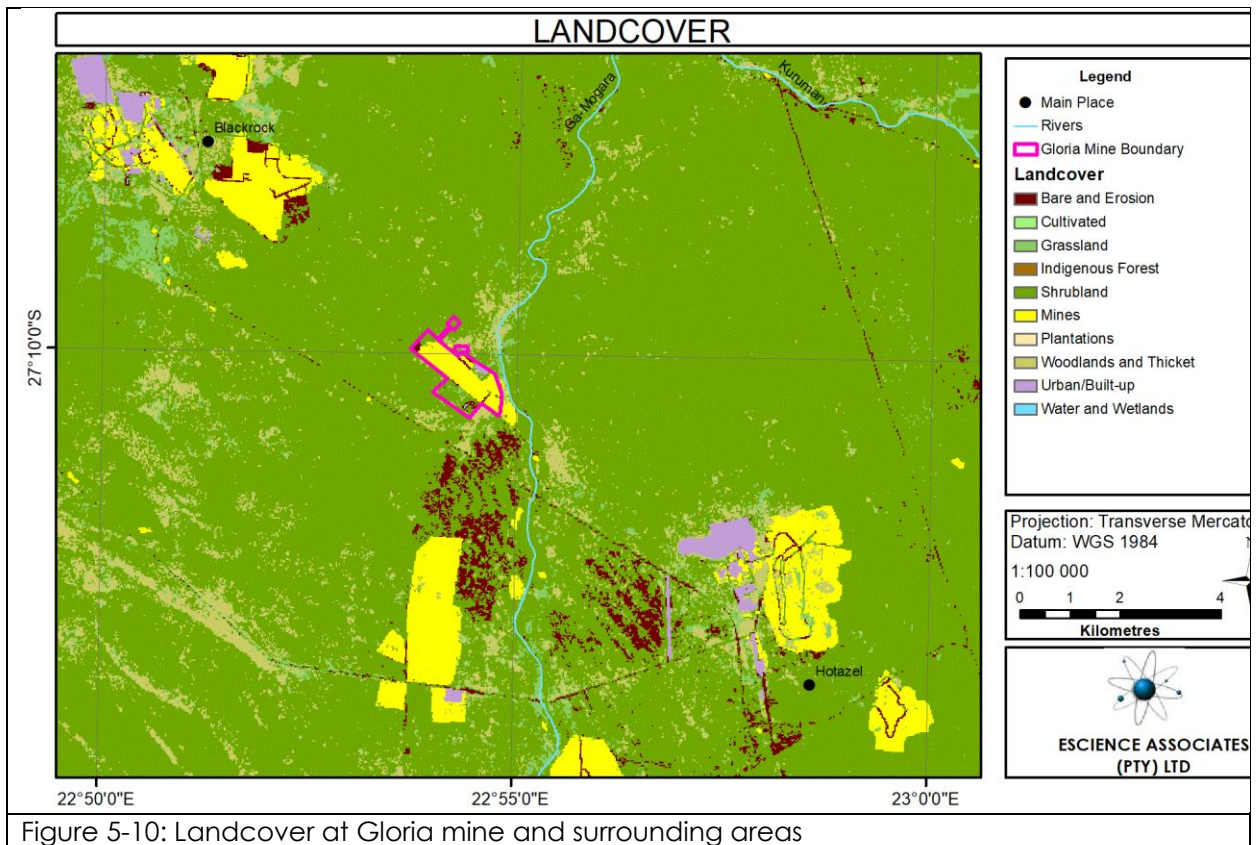 LANDCOVER
Blackrock
Ga-Mogara
Kuruman
Hotazel
27°10'0"S
22°50'0"E
22°55'0"E
23°0'0"E
Legend
Main Place
Rivers
Gloria Mine Boundary
Landcover
Bare and Erosion
Cultivated
Grassland
Indigenous Forest
Shrubland
Mines
Plantations
Woodlands and Thicket
Urban/Built-up
Water and Wetlands
Projection: Transverse Mercato
Datum: WGS 1984
1:100 000
0 1 2 4
Kilometres
ESCIENCE ASSOCIATES
(PTY) LTD
Figure 5-10: Landcover at Gloria mine and surrounding areas